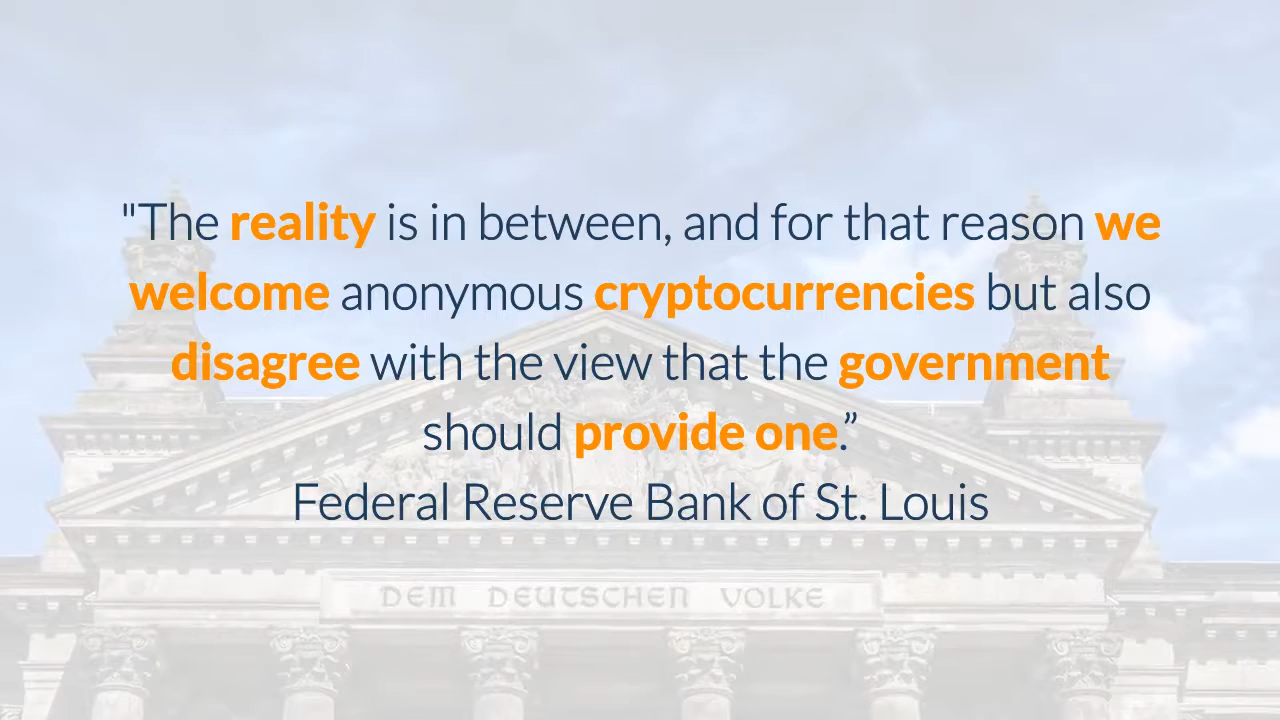 "The reality is in between, and for that reason we
welcome anonymous cryptocurrencies but also
disagree with the view that the government
should provide one.”
Federal Reserve Bank of St. Louis
DEM DEUTSCHEN VOLKE